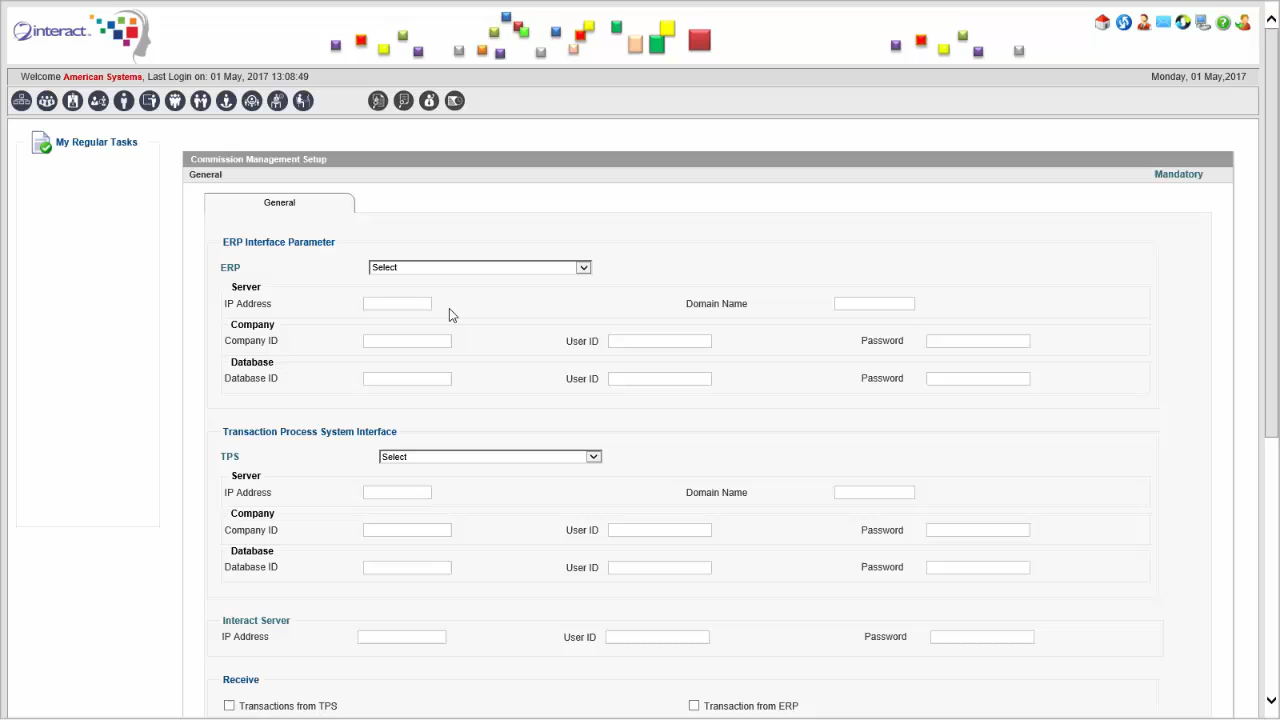 interact
Welcome American Systems, Last Login on: 01 May, 2017 13:08:49
Monday, 01 May,2017
My Regular Tasks
Commission Management Setup
General
Mandatory
General
ERP Interface Parameter
ERP Select
Server
IP Address Domain Name
Company
Company ID User ID Password
Database
Database ID User ID Password
Transaction Process System Interface
TPS Select
Server
IP Address Domain Name
Company
Company ID User ID Password
Database
Database ID User ID Password
Interact Server
IP Address User ID Password
Receive
Transactions from TPS Transaction from ERP